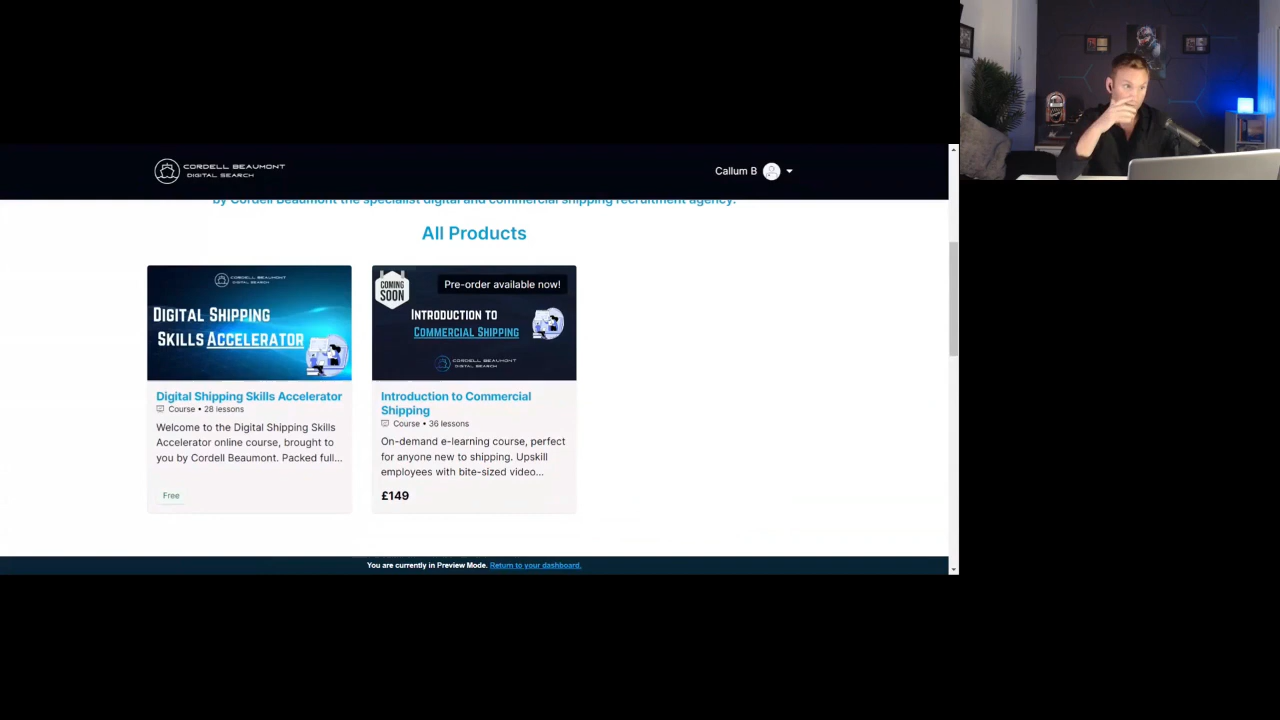 CORDELL BEAUMONT
DIGITAL SEARCH
Callum B
by Cordell Beaumont the specialist digital and commercial shipping recruitment agency.
All Products
CORDELL BEAUMONT
DIGITAL SEARCH
DIGITAL SHIPPING
SKILLS ACCELERATOR
Digital Shipping Skills Accelerator
Course • 28 lessons
Welcome to the Digital Shipping Skills
Accelerator online course, brought to
you by Cordell Beaumont. Packed full...
Free
COMING
SOON
Pre-order available now!
INTRODUCTION TO
COMMERCIAL SHIPPING
CORDELL BEAUMONT
DIGITAL SEARCH
Introduction to Commercial
Shipping
Course • 36 lessons
On-demand e-learning course, perfect
for anyone new to shipping. Upskill
employees with bite-sized video...
£149
You are currently in Preview Mode. Return to your dashboard.